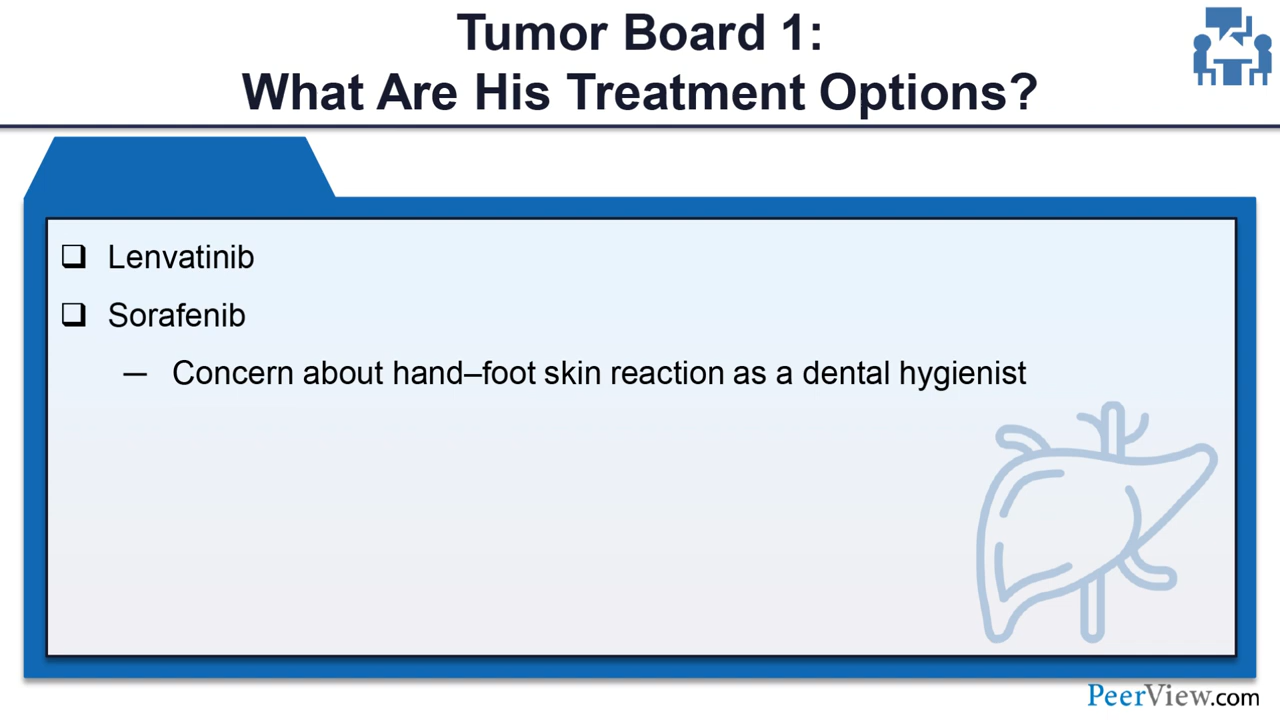 Tumor Board 1:
What Are His Treatment Options?
❑ Lenvatinib
❑ Sorafenib
– Concern about hand–foot skin reaction as a dental hygienist
PeerView.com